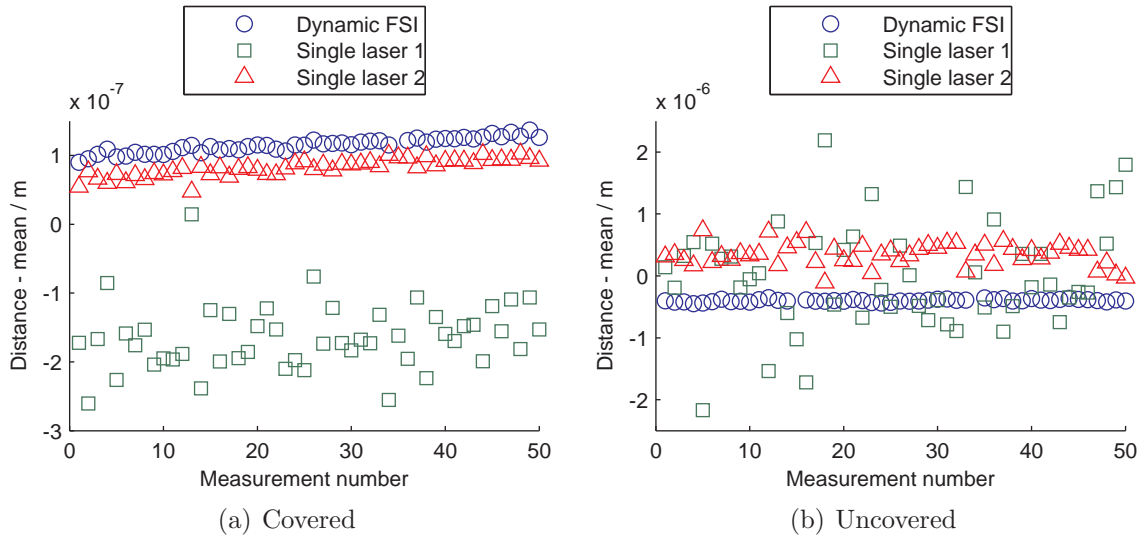 Dynamic FSI
Single laser 1
Single laser 2
x 10-7
1
0
-1
-2
-3
0
10
20
30
40
50
Distance - mean / m
Measurement number
(a) Covered
Dynamic FSI
Single laser 1
Single laser 2
x 10-6
2
1
0
-1
-2
0
10
20
30
40
50
Distance - mean / m
Measurement number
(b) Uncovered